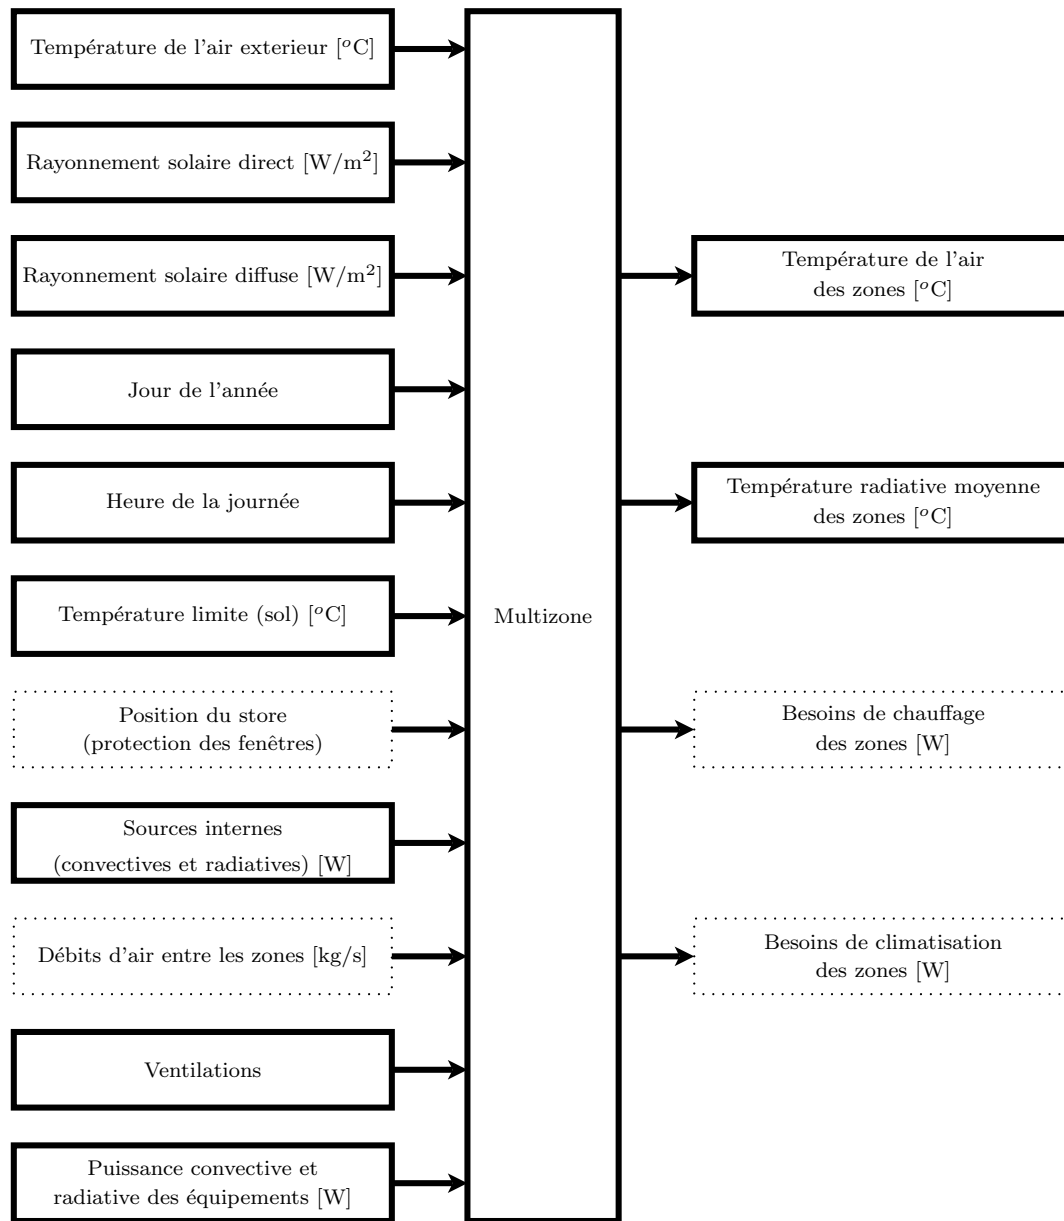 Température de l'air exterieur [°C]
Rayonnement solaire direct [W/m²]
Rayonnement solaire diffuse [W/m²]
Jour de l'année
Heure de la journée
Température limite (sol) [°C]
Position du store
(protection des fenêtres)
Sources internes
(convectives et radiatives) [W]
Débits d'air entre les zones [kg/s]
Ventilations
Puissance convective et
radiative des équipements [W]
Multizone
Température de l'air
des zones [°C]
Température radiative moyenne
des zones [°C]
Besoins de chauffage
des zones [W]
Besoins de climatisation
des zones [W]